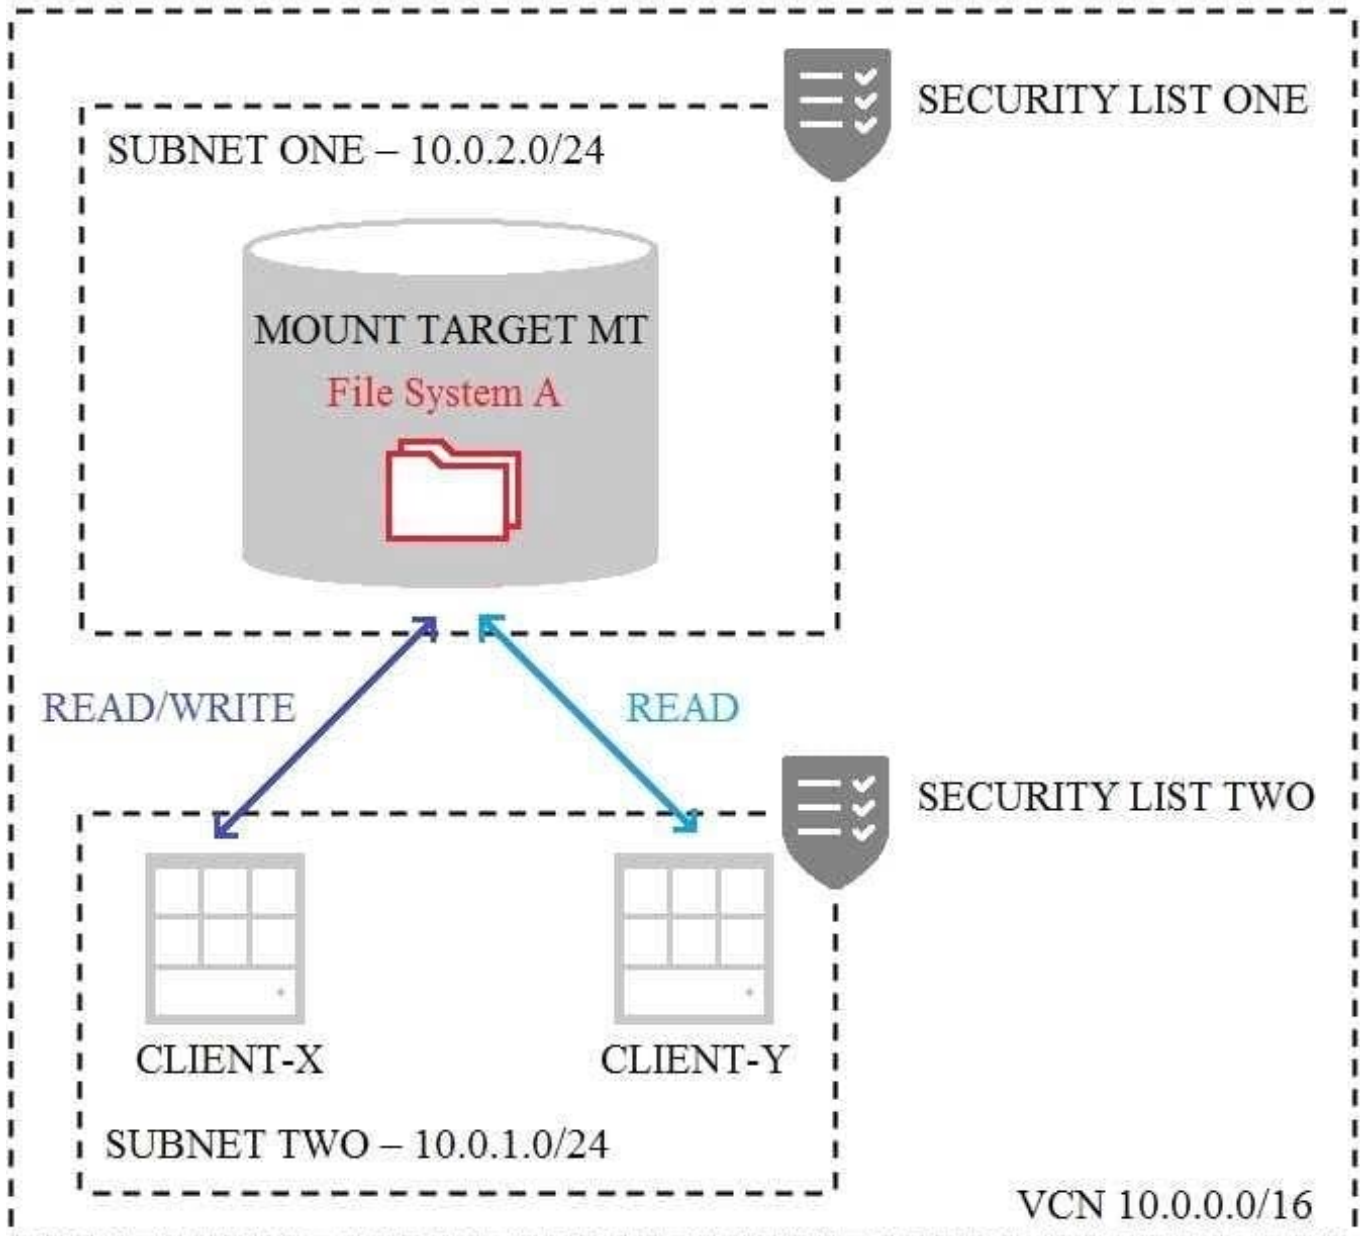 SECURITY LIST ONE
SUBNET ONE – 10.0.2.0/24
MOUNT TARGET MT
File System A
READ/WRITE
READ
SECURITY LIST TWO
CLIENT-X
CLIENT-Y
SUBNET TWO – 10.0.1.0/24
VCN 10.0.0.0/16